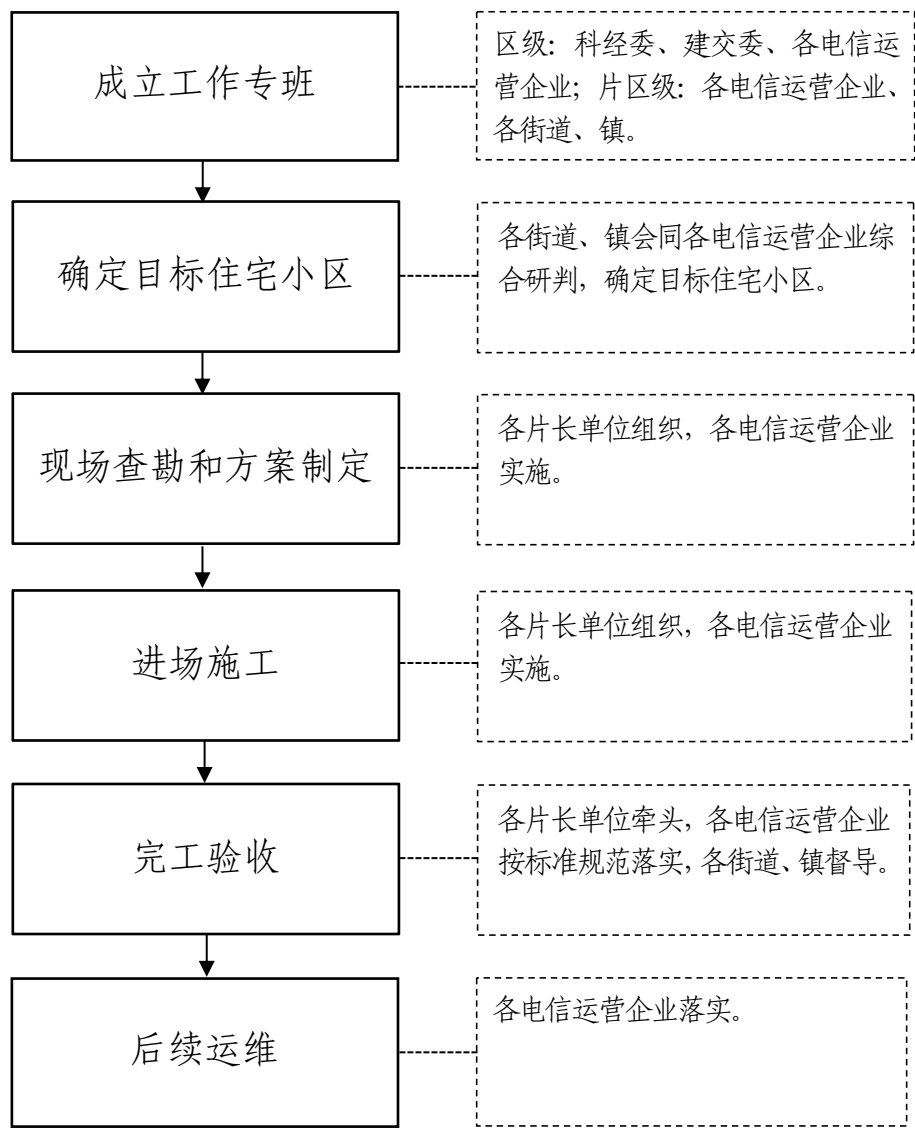 成立工作专班
区级：科经委、建交委、各电信运
营企业；片区级：各电信运营企业、
各街道、镇。
确定目标住宅小区
各街道、镇会同各电信运营企业综
合研判，确定目标住宅小区。
现场查勘和方案制定
各片长单位组织，各电信运营企业
实施。
进场施工
各片长单位组织，各电信运营企业
实施。
完工验收
各片长单位牵头，各电信运营企业
按标准规范落实，各街道、镇督导。
后续运维
各电信运营企业落实。